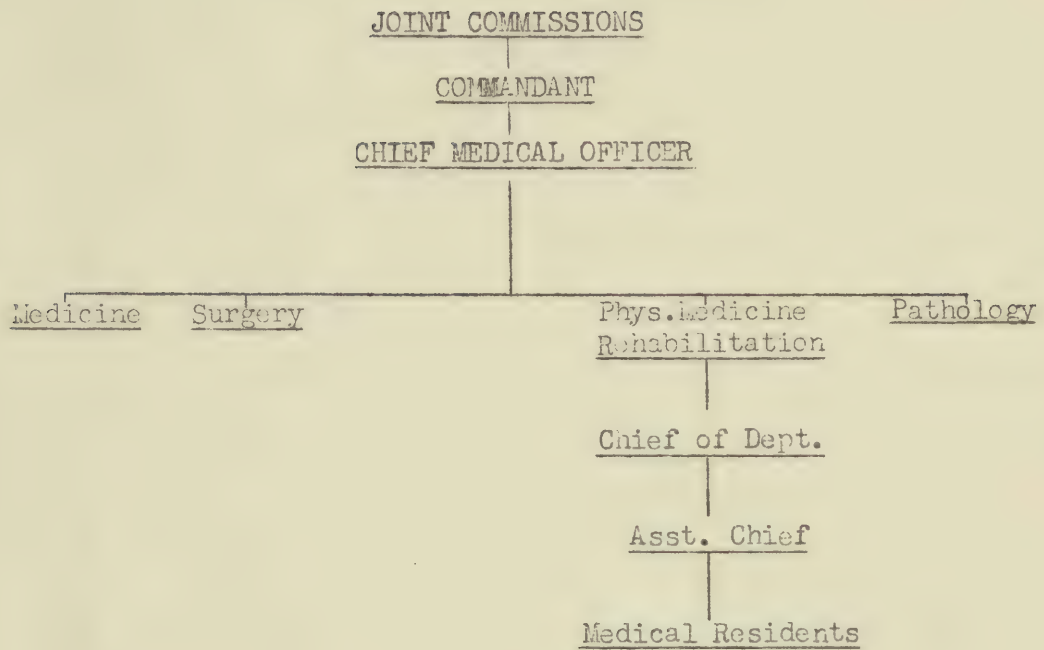 JOINT COMMISSIONS
COMMANDANT
CHIEF MEDICAL OFFICER
Medicine Surgery Phys.Medicine Pathology
Rehabilitation
Chief of Dept.
Asst. Chief
Medical Residents